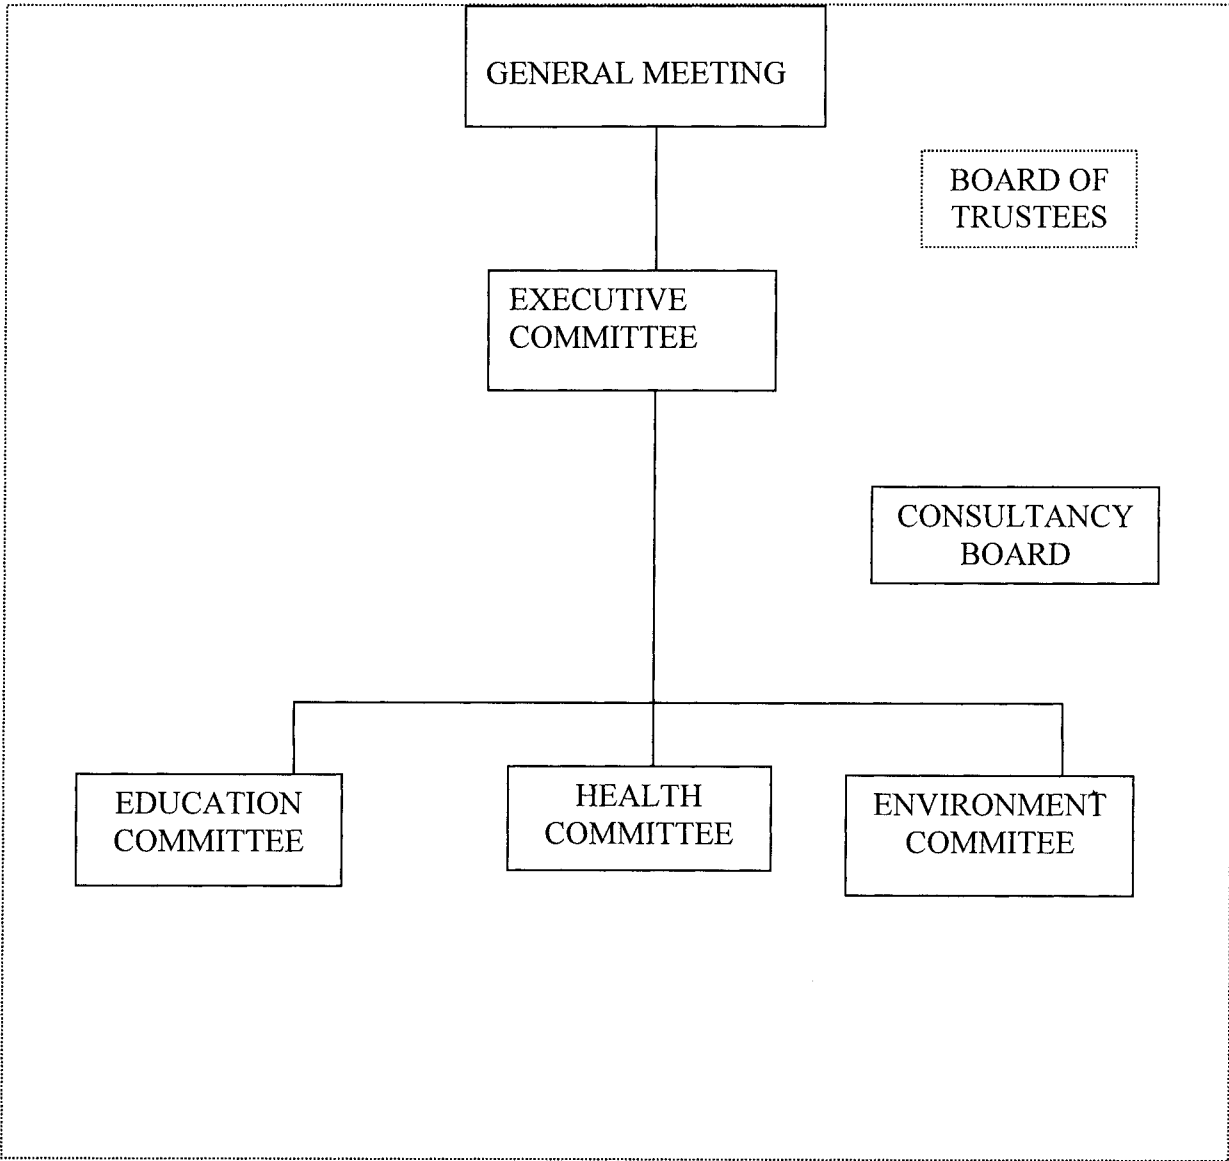 GENERAL MEETING
BOARD OF
TRUSTEES
EXECUTIVE
COMMITTEE
CONSULTANCY
BOARD
EDUCATION
COMMITTEE
HEALTH
COMMITTEE
ENVIRONMENT
COMMITEE